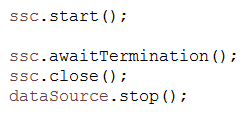 ssc.start();
ssc.awaitTermination();
ssc.close();
dataSource.stop();